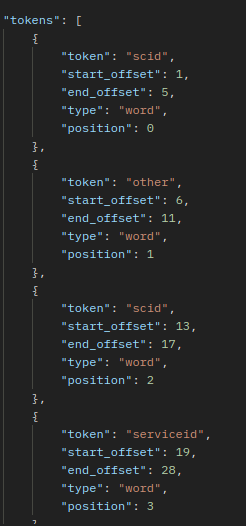 "tokens": [
{
"token": "scid",
"start_offset": 1,
"end_offset": 5,
"type": "word",
"position": 0
},
{
"token": "other",
"start_offset": 6,
"end_offset": 11,
"type": "word",
"position": 1
},
{
"token": "scid",
"start_offset": 13,
"end_offset": 17,
"type": "word",
"position": 2
},
{
"token": "serviceid",
"start_offset": 19,
"end_offset": 28,
"type": "word",
"position": 3